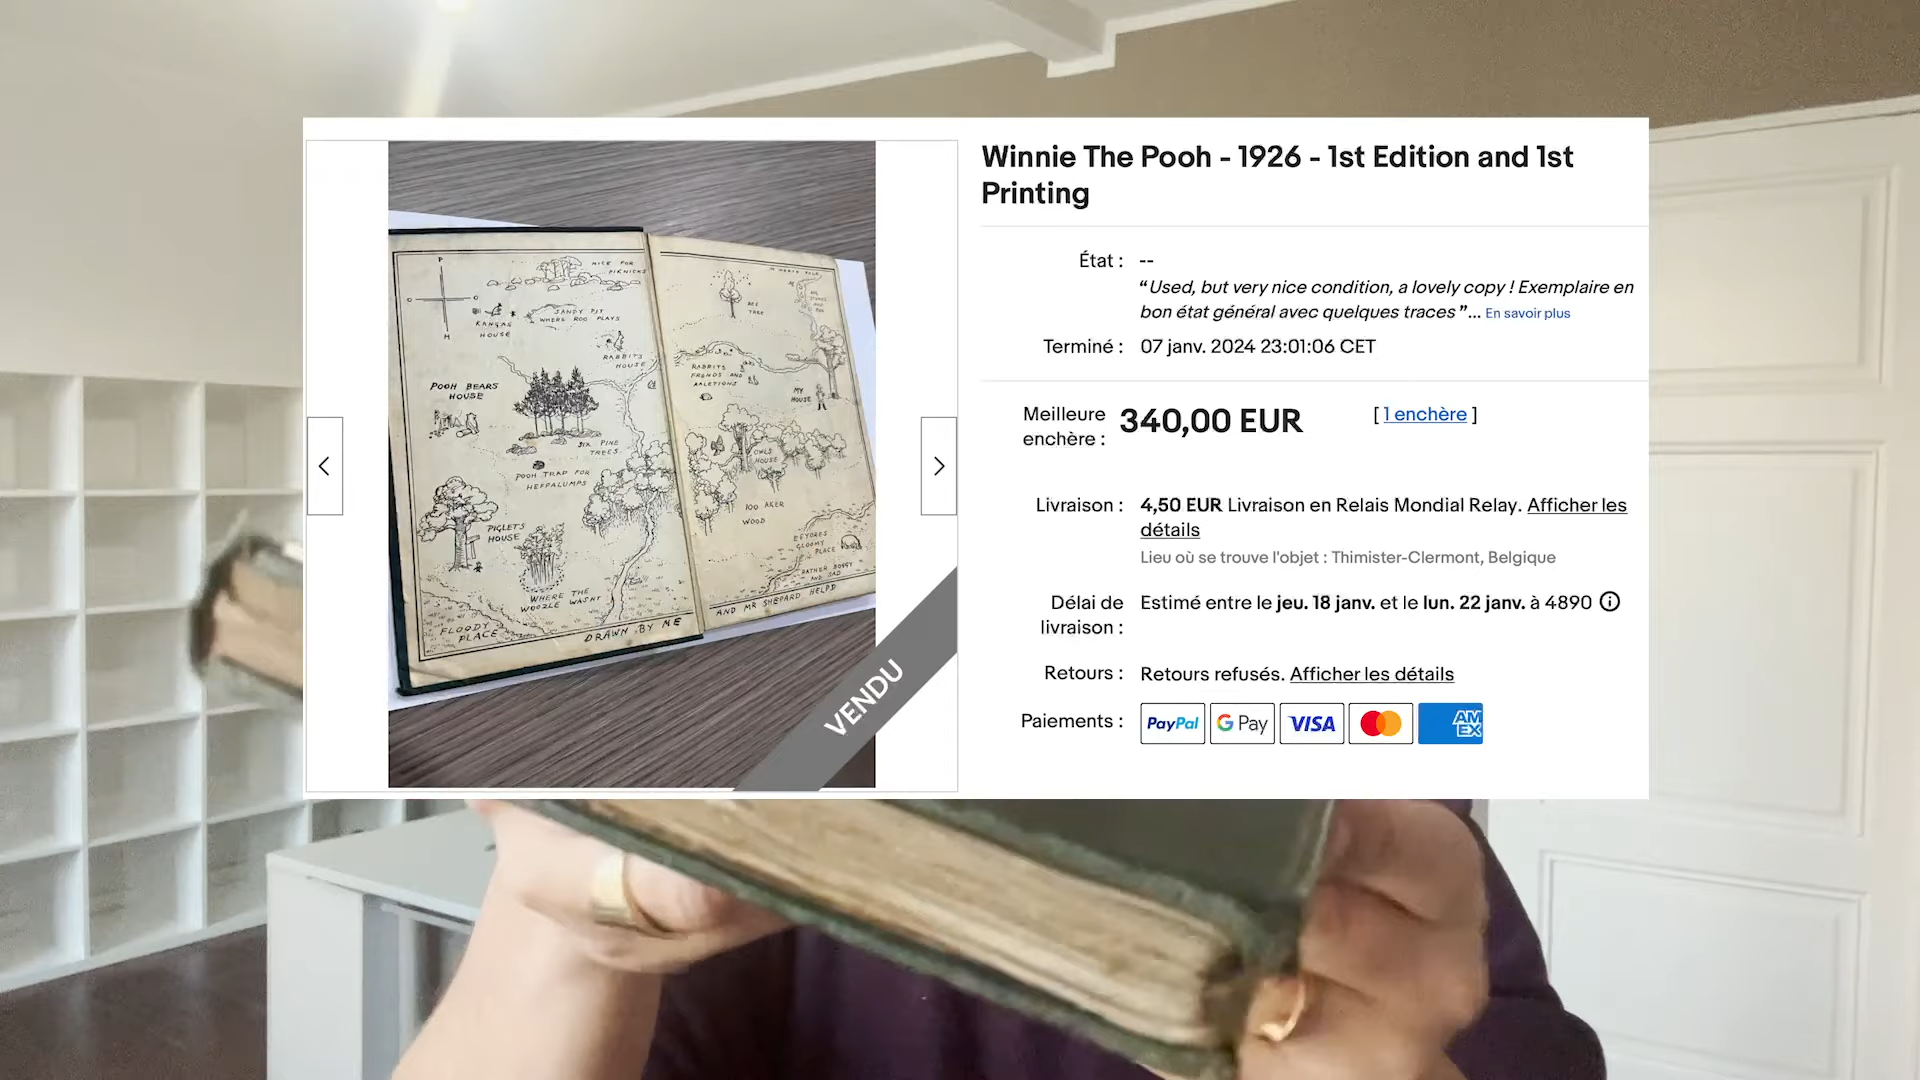 Winnie The Pooh - 1926 - 1st Edition and 1st
Printing
État : --
“Used, but very nice condition, a lovely copy ! Exemplaire en
bon état général avec quelques traces ”... En savoir plus
Terminé : 07 janv. 2024 23:01:06 CET
Meilleure
enchère : 340,00 EUR [ 1 enchère ]
Livraison : 4,50 EUR Livraison en Relais Mondial Relay. Afficher les
détails
Lieu où se trouve l'objet : Thimister-Clermont, Belgique
Délai de
livraison : Estimé entre le jeu. 18 janv. et le lun. 22 janv. à 4890
Retours : Retours refusés. Afficher les détails
Paiements : PayPal G Pay VISA AM
EX
P
NICE FOR
PIKNICKS
O O
H
KANGAS
HOUSE
SANDY PIT
WHERE ROO PLAYS
RABBITS
HOUSE
POOH BEARS
HOUSE
SIX PINE
TREES
POOH TRAP FOR
HEFFALUMPS
PIGLETS
HOUSE
WHERE THE
WOOZLE WASNT
FLOODY
PLACE
DRAWN BY ME
BEE
TREE
RABBITS
FRENDS AND
RALETIONS
MY
HOUSE
OWLS
HOUSE
100 AKER
WOOD
EEYORES
GLOOMY
PLACE
RATHER BOGGY
AND SAD
AND MR SHEPARD HELPD
VENDU